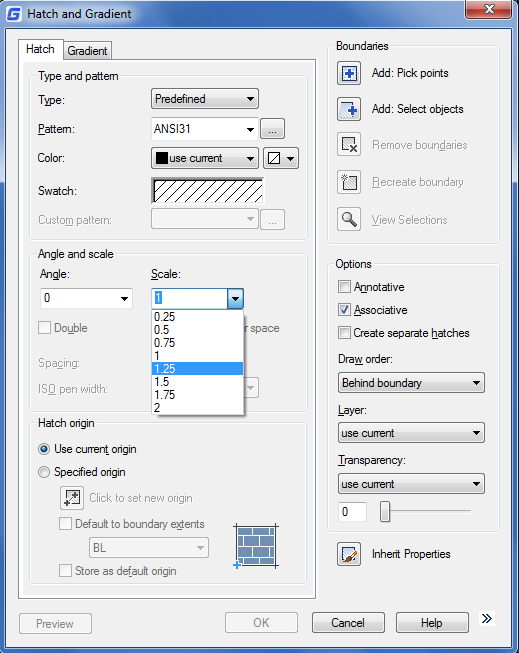 Hatch and Gradient
Hatch
Gradient
Type and pattern
Type:
Predefined
Pattern:
ANSI31
...
Color:
use current
Swatch:
Custom pattern:
...
Angle and scale
Angle:
Scale:
0
1
0.25
0.5
0.75
1
1.25
1.5
1.75
2
Double
r space
Spacing:
ISO pen width:
Hatch origin
Use current origin
Specified origin
Click to set new origin
Default to boundary extents
BL
Store as default origin
Boundaries
Add: Pick points
Add: Select objects
Remove boundaries
Recreate boundary
View Selections
Options
Annotative
Associative
Create separate hatches
Draw order:
Behind boundary
Layer:
use current
Transparency:
use current
0
Inherit Properties
Preview
OK
Cancel
Help